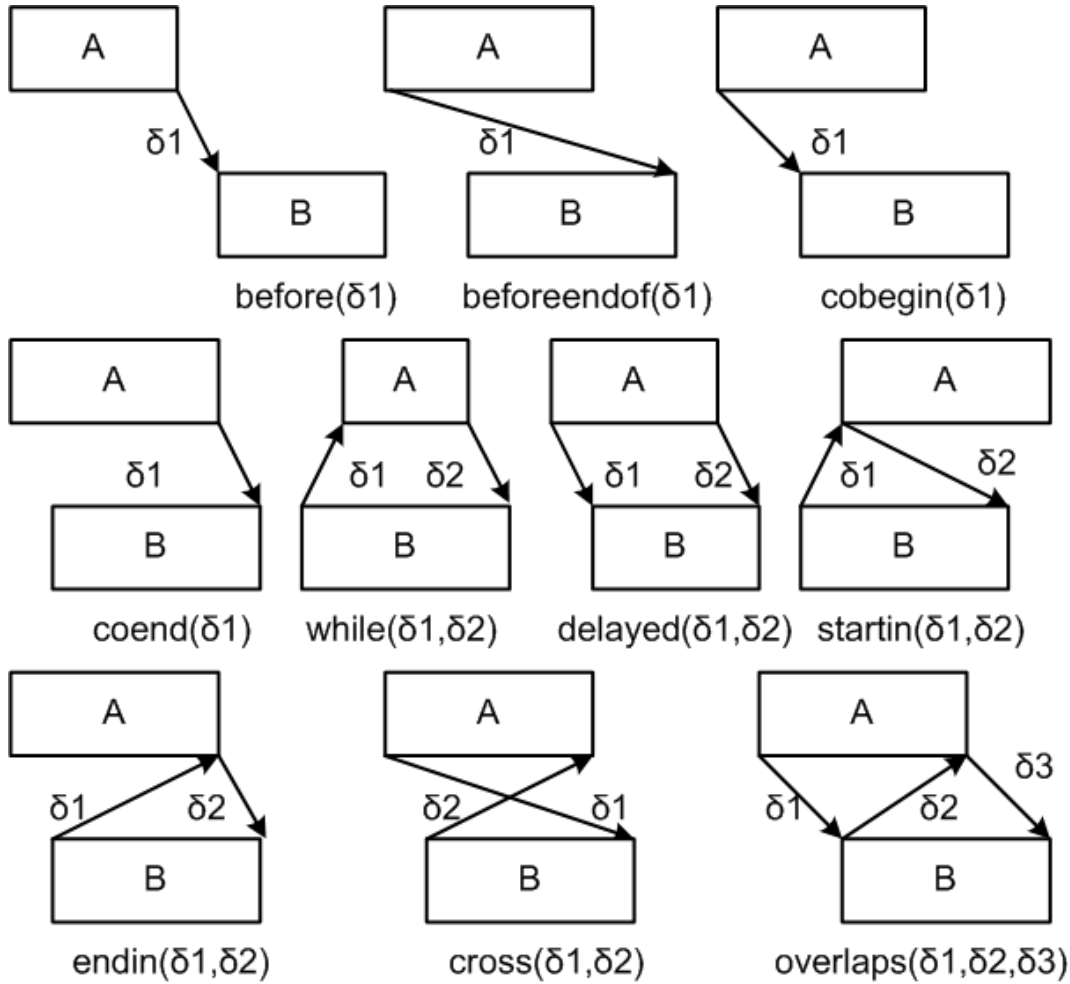 A
A
A
δ1
δ1
δ1
B
B
B
before(δ1)
beforeendof(δ1)
cobegin(δ1)
A
A
A
A
δ1
δ1
δ2
δ1
δ2
δ1
δ2
B
B
B
B
coend(δ1)
while(δ1,δ2)
delayed(δ1,δ2)
startin(δ1,δ2)
A
A
A
δ1
δ2
δ2
δ1
δ1
δ2
δ3
B
B
B
endin(δ1,δ2)
cross(δ1,δ2)
overlaps(δ1,δ2,δ3)